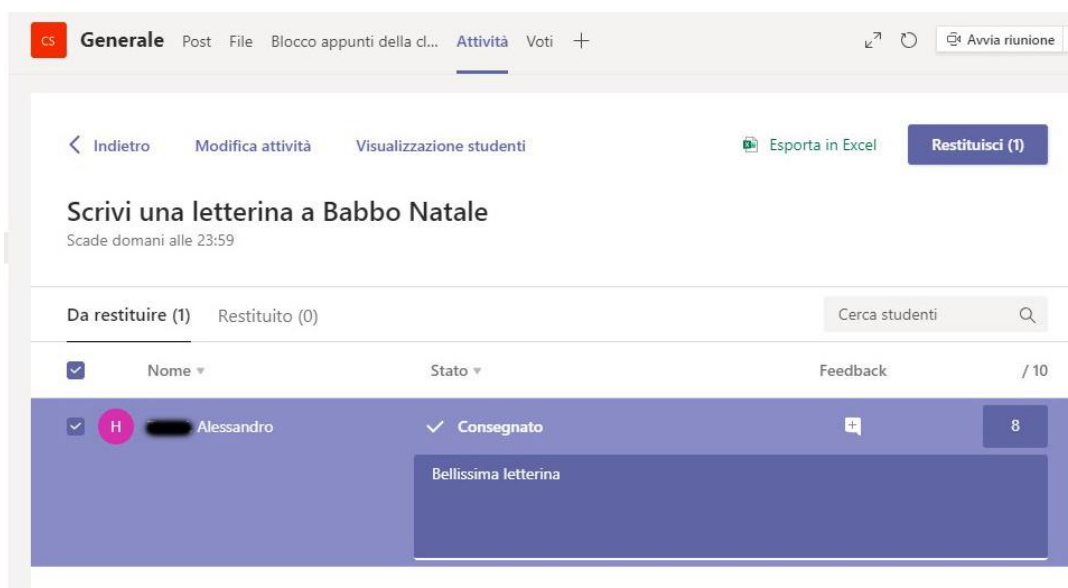 CS Generale Post File Blocco appunti della cl... Attività Voti + Avvia riunione
Indietro Modifica attività Visualizzazione studenti Esporta in Excel Restituisci (1)
Scrivi una letterina a Babbo Natale
Scade domani alle 23:59
Da restituire (1) Restituito (0) Cerca studenti
Nome Stato Feedback / 10
H Alessandro Consegnato 8
Bellissima letterina